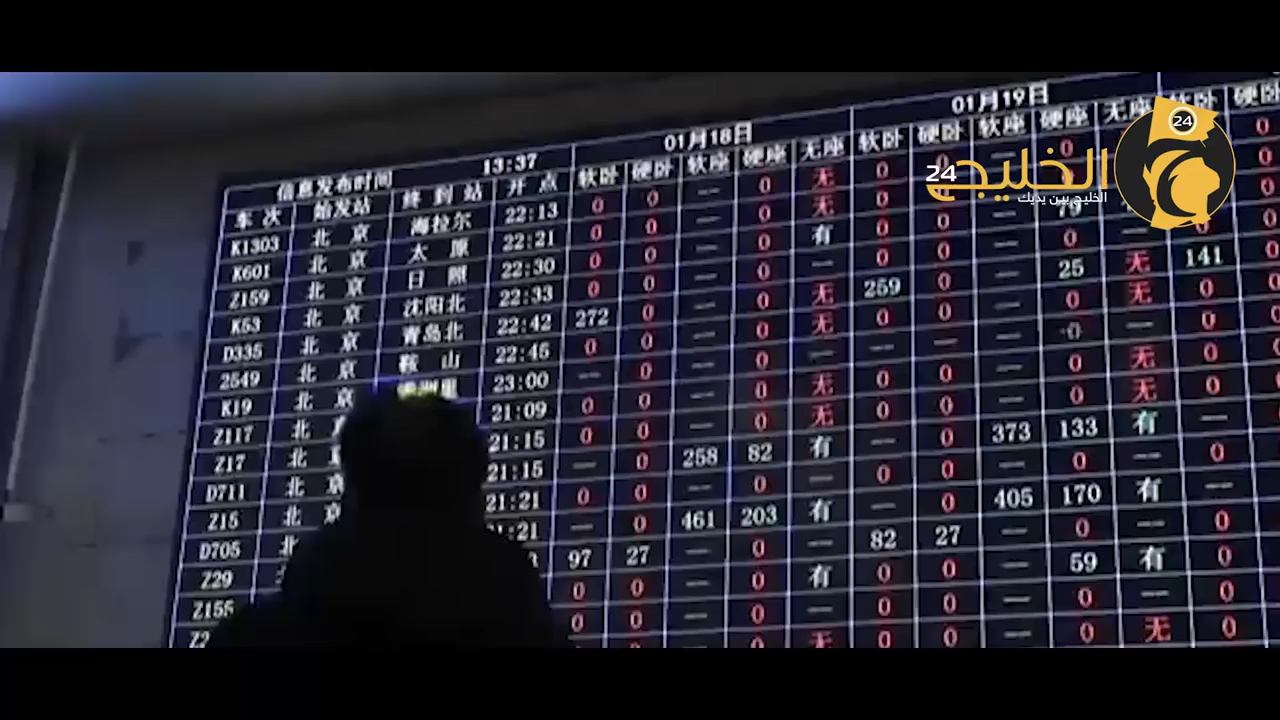 01月19日
01月18日
信息发布时间 13:37
车次 始发站 终到站 开点 软卧 硬卧 软座 硬座 无座 软卧 硬卧 软座 硬座 无座 软卧 硬卧
K1303 北京 海拉尔 22:13 0 0 -- 0 无 0 0 0 0
K601 北京 太原 22:21 0 0 -- 0 无 0
Z159 北京 日照 22:30 0 0 -- 0 有 79
K53 北京 沈阳北 22:33 0 0 -- 0 -- 0
D335 北京 青岛北 22:42 272 0 -- 0 无 259 0 -- 25 无 141 0
2549 北京 鞍山 22:45 0 0 -- 0 无 0 0 -- 0 无 0 0
K19 北京 23:00 -- 0 -- 0 -- -- -- -- 0 -- 0 0
Z117 北 21:09 0 0 -- 0 无 0 无 0
Z17 北 21:15 0 0 -- 0 无 -- 0 -- 0 无 0
D711 北京 21:15 -- 0 258 82 有 -- 0 373 133 有 --
Z15 北京 21:21 0 0 -- 0 -- 0 0 -- 0 0
D705 北 :21 -- 0 461 203 有 -- 0 405 170 有 --
Z29 97 27 -- 0 -- 82 27 -- 0 0
Z155 0 0 -- 0 有 0 0 -- 59 有 0
Z2 0 0 -- 0 -- 0 0 -- 0 -- 0
0 无 0 0 -- 0 无 0
الخليج 24
الخليج بين يديك
24